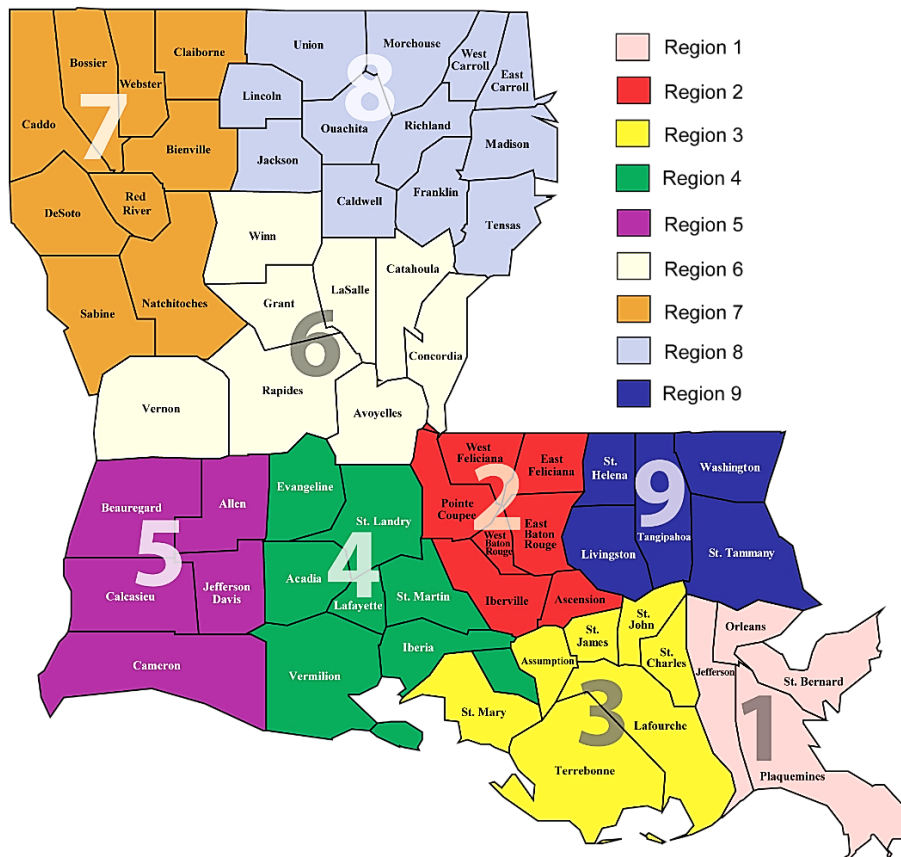 Bossier
Claiborne
Webster
Caddo
7
Bienville
DeSoto
Red
River
Sabine
Natchitoches
Union
Morehouse
West
Carroll
East
Carroll
Lincoln
8
Ouachita
Richland
Madison
Jackson
Caldwell
Franklin
Tensas
Winn
Catahoula
Grant
LaSalle
6
Concordia
Rapides
Vernon
Avoyelles
Beauregard
Allen
5
Calcasieu
Jefferson
Davis
Cameron
Evangeline
St. Landry
4
Acadia
Lafayette
St. Martin
Iberia
Vermilion
West
Feliciana
East
Feliciana
2
Pointe
Coupee
West
Baton
Rouge
East
Baton
Rouge
Iberville
Ascension
St.
Helena
9
Washington
Tangipahoa
Livingston
St. Tammany
St.
James
St.
John
St.
Charles
Assumption
St. Mary
3
Lafourche
Terrebonne
Orleans
Jefferson
St. Bernard
1
Plaquemines
Region 1
Region 2
Region 3
Region 4
Region 5
Region 6
Region 7
Region 8
Region 9